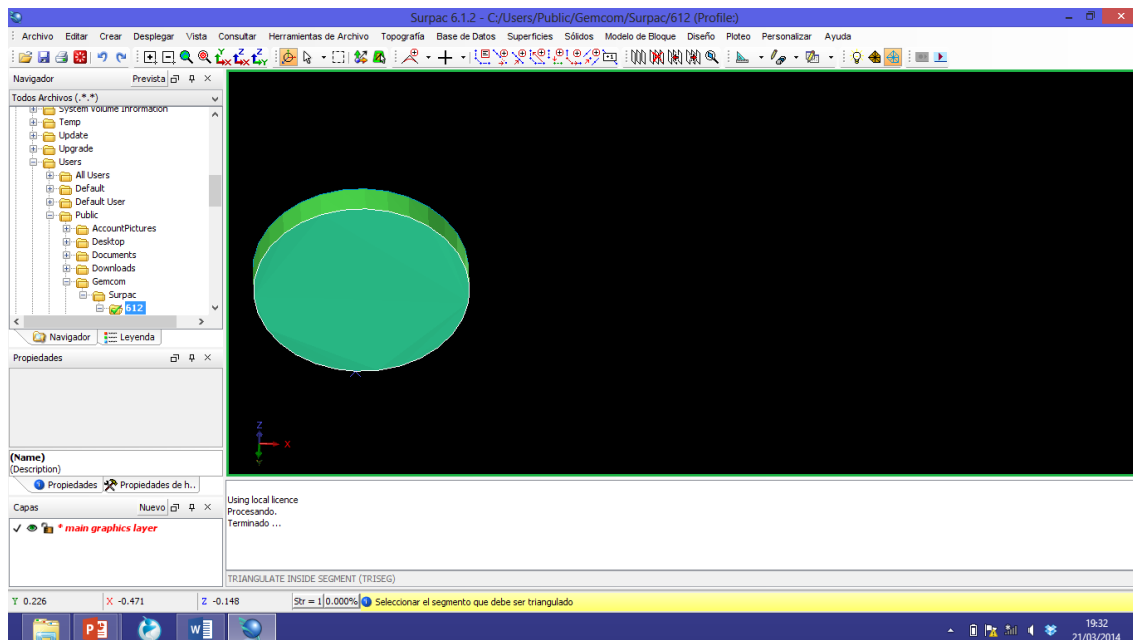 Surpac 6.1.2 - C:/Users/Public/Gemcom/Surpac/612 (Profile:)
Archivo Editar Crear Desplegar Vista Consultar Herramientas de Archivo Topografía Base de Datos Superficies Sólidos Modelo de Bloque Diseño Ploteo Personalizar Ayuda
Navegador Prevista
Todos Archivos (.*.*)
System Volume Information
Temp
Update
Upgrade
Users
All Users
Default
Default User
Public
AccountPictures
Desktop
Documents
Downloads
Gemcom
Surpac
612
Navigador Leyenda
Propiedades
(Name)
(Description)
Propiedades Propiedades de h..
Capas Nuevo
* main graphics layer
Z
X
Y
Using local licence
Procesando.
Terminado ...
TRIANGULATE INSIDE SEGMENT (TRISEG)
Y 0.226 X -0.471 Z -0.148 Str = 1 0.000% Seleccionar el segmento que debe ser triangulado
19:32
21/03/2014